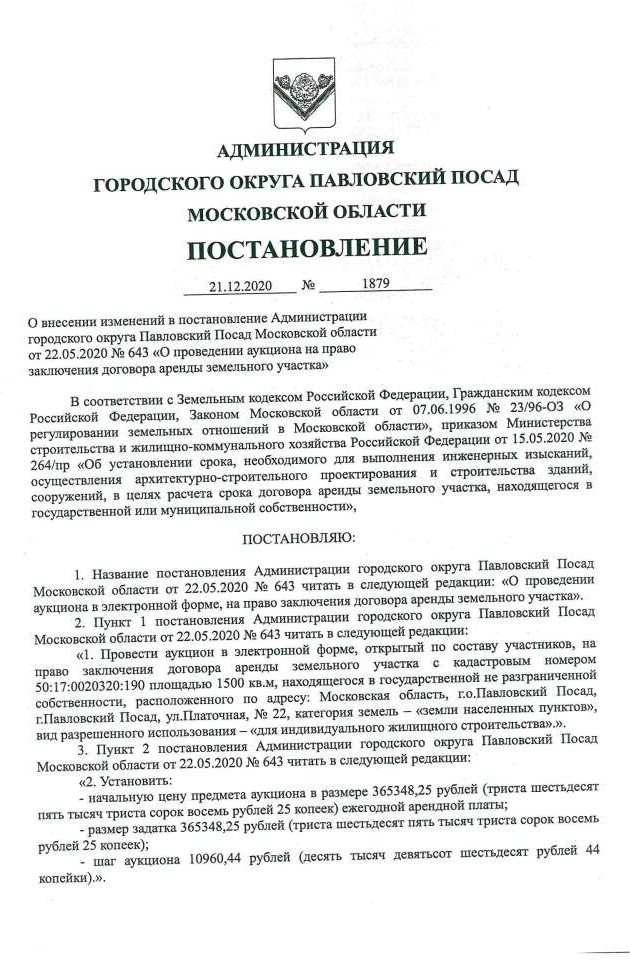 АДМИНИСТРАЦИЯ
ГОРОДСКОГО ОКРУГА ПАВЛОВСКИЙ ПОСАД
МОСКОВСКОЙ ОБЛАСТИ
ПОСТАНОВЛЕНИЕ
21.12.2020 № 1879
О внесении изменений в постановление Администрации
городского округа Павловский Посад Московской области
от 22.05.2020 № 643 «О проведении аукциона на право
заключения договора аренды земельного участка»
В соответствии с Земельным кодексом Российской Федерации, Гражданским кодексом
Российской Федерации, Законом Московской области от 07.06.1996 № 23/96-ОЗ «О
регулировании земельных отношений в Московской области», приказом Министерства
строительства и жилищно-коммунального хозяйства Российской Федерации от 15.05.2020 №
264/пр «Об установлении срока, необходимого для выполнения инженерных изысканий,
осуществления архитектурно-строительного проектирования и строительства зданий,
сооружений, в целях расчета срока договора аренды земельного участка, находящегося в
государственной или муниципальной собственности»,
ПОСТАНОВЛЯЮ:
1. Название постановления Администрации городского округа Павловский Посад
Московской области от 22.05.2020 № 643 читать в следующей редакции: «О проведении
аукциона в электронной форме, на право заключения договора аренды земельного участка».
2. Пункт 1 постановления Администрации городского округа Павловский Посад
Московской области от 22.05.2020 № 643 читать в следующей редакции:
«1. Провести аукцион в электронной форме, открытый по составу участников, на
право заключения договора аренды земельного участка с кадастровым номером
50:17:0020320:190 площадью 1500 кв.м, находящегося в государственной не разграниченной
собственности, расположенного по адресу: Московская область, г.о.Павловский Посад,
г.Павловский Посад, ул.Платочная, № 22, категория земель – «земли населенных пунктов»,
вид разрешенного использования – «для индивидуального жилищного строительства».».
3. Пункт 2 постановления Администрации городского округа Павловский Посад
Московской области от 22.05.2020 № 643 читать в следующей редакции:
«2. Установить:
- начальную цену предмета аукциона в размере 365348,25 рублей (триста шестьдесят
пять тысяч триста сорок восемь рублей 25 копеек) ежегодной арендной платы;
- размер задатка 365348,25 рублей (триста шестьдесят пять тысяч триста сорок восемь
рублей 25 копеек);
- шаг аукциона 10960,44 рублей (десять тысяч девятьсот шестьдесят рублей 44
копейки).».